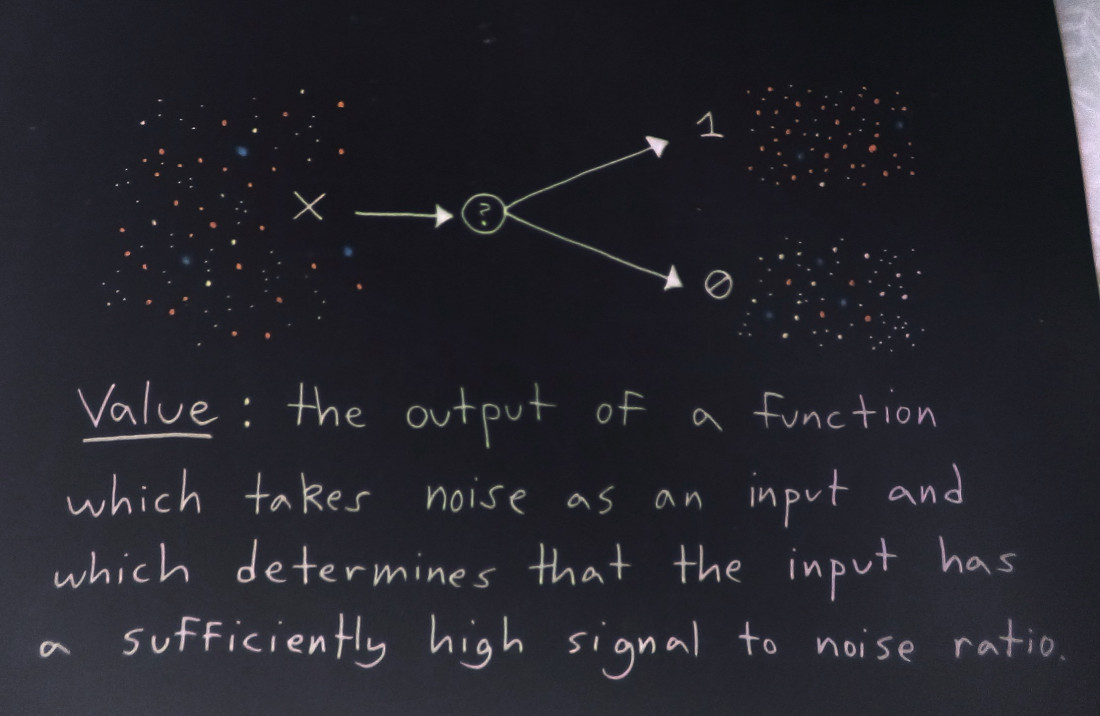 X ? 1
0
Value: the output of a function
which takes noise as an input and
which determines that the input has
a sufficiently high signal to noise ratio.